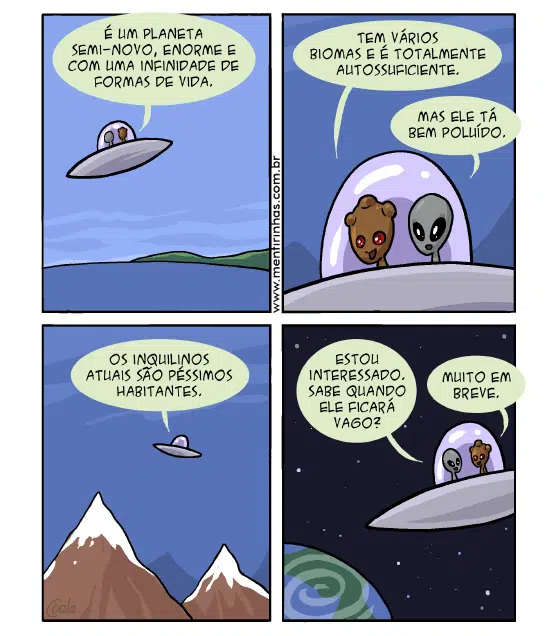 É UM PLANETA
SEMI-NOVO, ENORME E
COM UMA INFINIDADE DE
FORMAS DE VIDA.
TEM VÁRIOS
BIOMAS E É TOTALMENTE
AUTOSSUFICIENTE.
MAS ELE TÁ
BEM POLUÍDO.
www.mentirinhas.com.br
OS INQUILINOS
ATUAIS SÃO PÉSSIMOS
HABITANTES.
ESTOU
INTERESSADO.
SABE QUANDO
ELE FICARÁ
VAGO?
MUITO EM
BREVE.
Coala